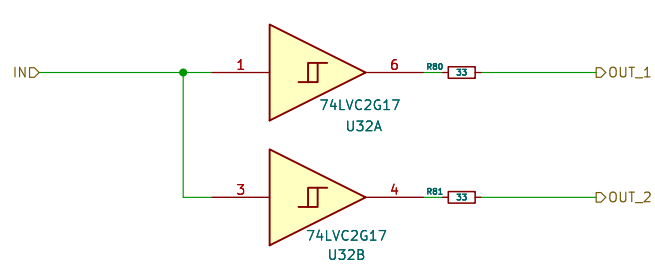 IN
1
6
R80
33
OUT_1
74LVC2G17
U32A
3
4
R81
33
OUT_2
74LVC2G17
U32B